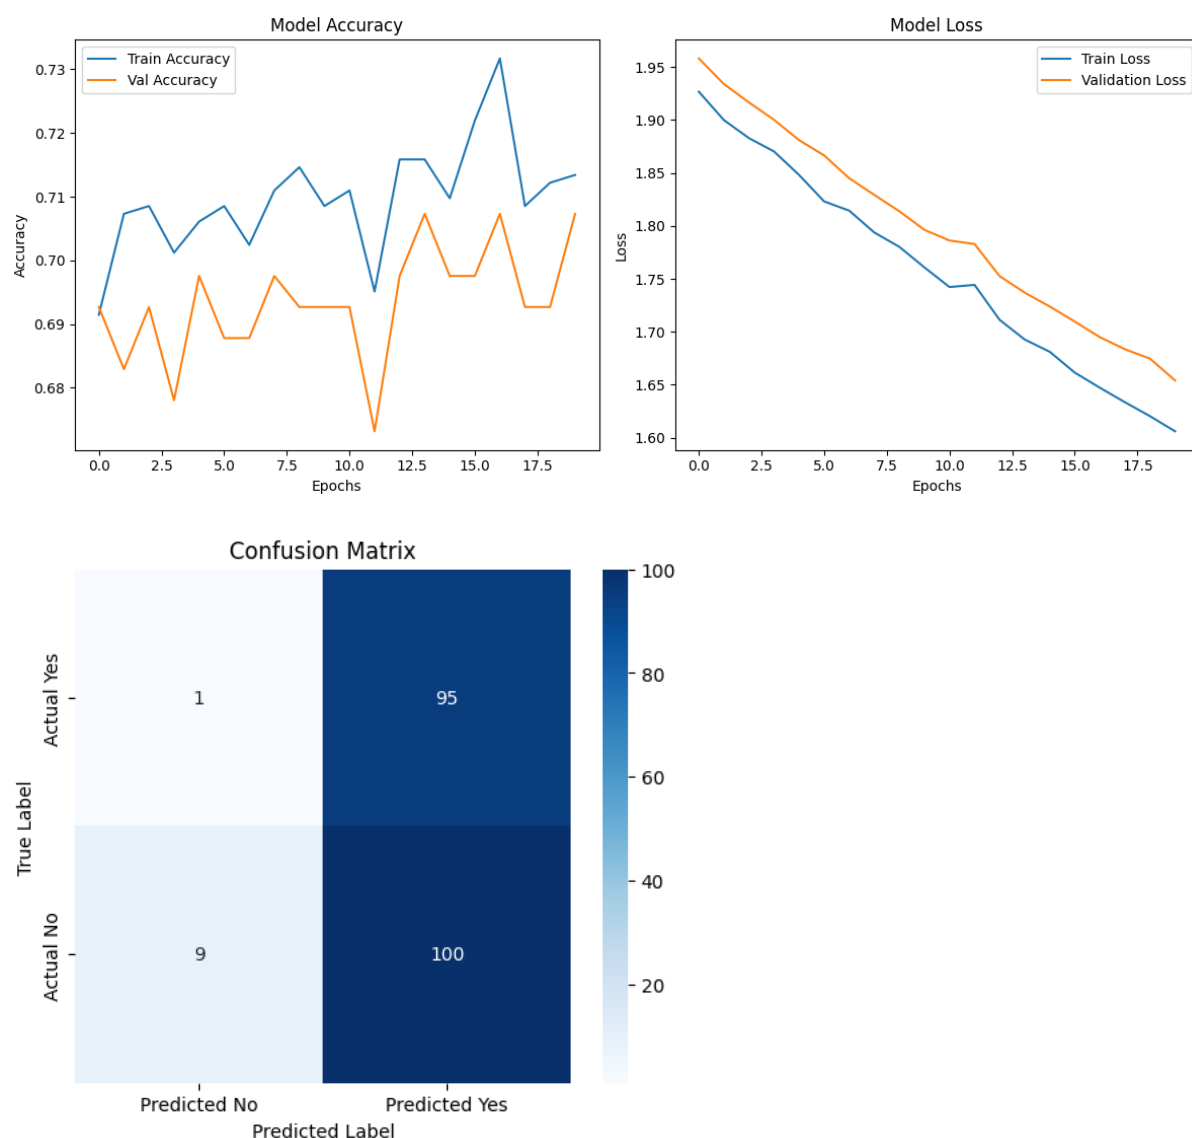 Model Accuracy
Train Accuracy
Val Accuracy
0.73
0.72
0.71
0.70
0.69
0.68
Accuracy
0.0 2.5 5.0 7.5 10.0 12.5 15.0 17.5
Epochs
Model Loss
Train Loss
Validation Loss
1.95
1.90
1.85
1.80
1.75
1.70
1.65
1.60
Loss
0.0 2.5 5.0 7.5 10.0 12.5 15.0 17.5
Epochs
Confusion Matrix
True Label
Actual Yes
1 95
Actual No
9 100
Predicted No Predicted Yes
Predicted Label
100
80
60
40
20